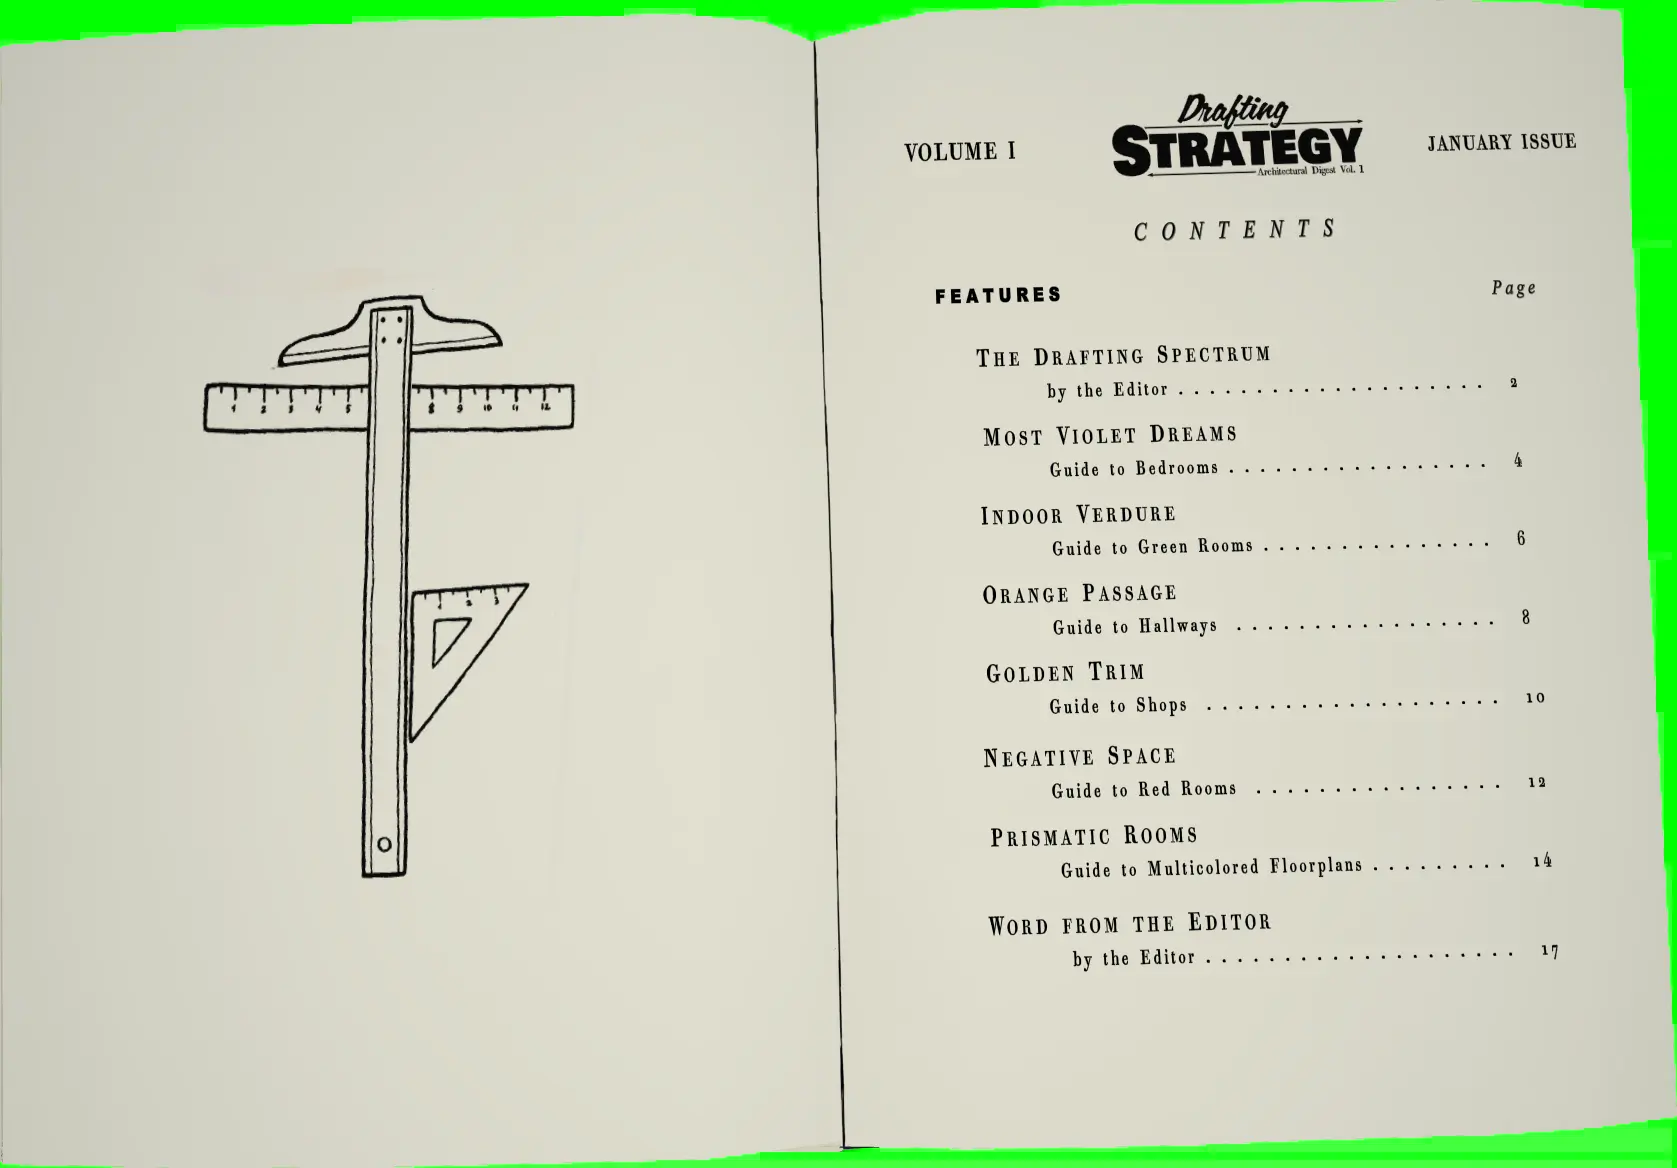 1 2 3 4 5 8 9 10 11 12
1 2 3
VOLUME I
Drafting
STRATEGY
Architectural Digest Vol. 1
JANUARY ISSUE
CONTENTS
FEATURES Page
THE DRAFTING SPECTRUM
by the Editor . . . . . . . . . . . . . . . . . . . . 2
MOST VIOLET DREAMS
Guide to Bedrooms . . . . . . . . . . . . . . . . . 4
INDOOR VERDURE
Guide to Green Rooms . . . . . . . . . . . . . . . 6
ORANGE PASSAGE
Guide to Hallways . . . . . . . . . . . . . . . . . 8
GOLDEN TRIM
Guide to Shops . . . . . . . . . . . . . . . . . . . 10
NEGATIVE SPACE
Guide to Red Rooms . . . . . . . . . . . . . . . . 12
PRISMATIC ROOMS
Guide to Multicolored Floorplans . . . . . . . . . 14
WORD FROM THE EDITOR
by the Editor . . . . . . . . . . . . . . . . . . . . 17